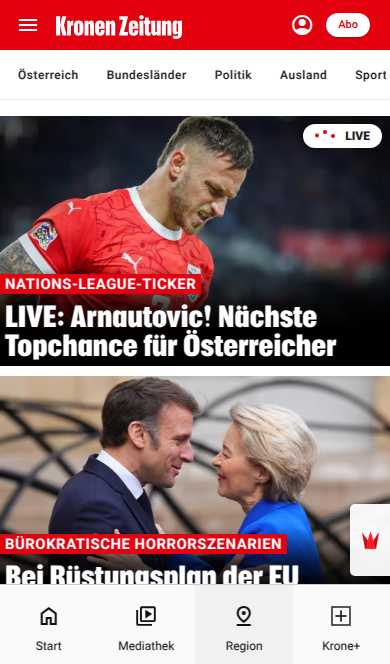 Kronen Zeitung
Abo
Österreich Bundesländer Politik Ausland Sport
LIVE
NATIONS-LEAGUE-TICKER
LIVE: Arnautovic! Nächste
Topchance für Österreicher
BÜROKRATISCHE HORRORSZENARIEN
Bei Rüstungsplan der EU
Start Mediathek Region Krone+